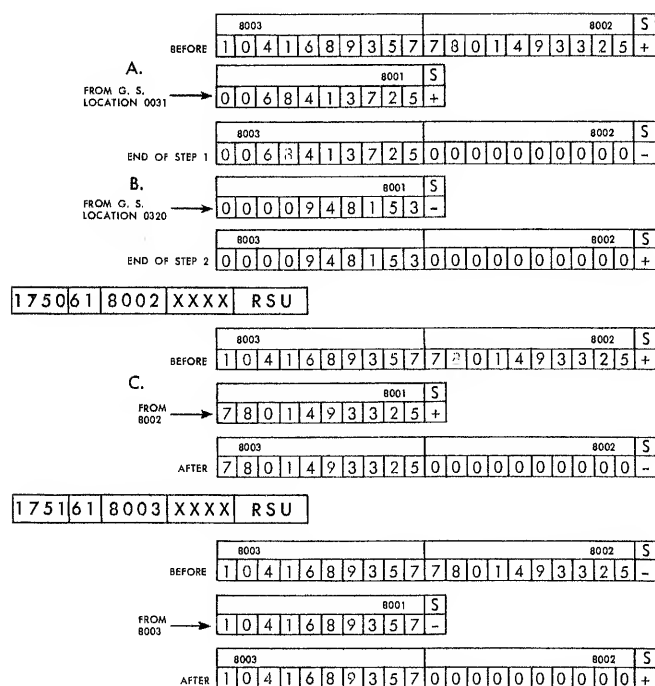 8003 8002 S
BEFORE 1 0 4 1 6 8 9 3 5 7 7 8 0 1 4 9 3 3 2 5 +
A.
8001 S
FROM G. S. LOCATION 0031 0 0 6 8 4 1 3 7 2 5 +
8003 8002 S
END OF STEP 1 0 0 6 8 4 1 3 7 2 5 0 0 0 0 0 0 0 0 0 0 -
B.
8001 S
FROM G. S. LOCATION 0320 0 0 0 0 9 4 8 1 5 3 -
8003 8002 S
END OF STEP 2 0 0 0 0 9 4 8 1 5 3 0 0 0 0 0 0 0 0 0 0 +
1750 61 8002 XXXX RSU
8003 8002 S
BEFORE 1 0 4 1 6 8 9 3 5 7 7 8 0 1 4 9 3 3 2 5 +
C.
8001 S
FROM 8002 7 8 0 1 4 9 3 3 2 5 +
8003 8002 S
AFTER 7 8 0 1 4 9 3 3 2 5 0 0 0 0 0 0 0 0 0 0 -
1751 61 8003 XXXX RSU
8003 8002 S
BEFORE 1 0 4 1 6 8 9 3 5 7 7 8 0 1 4 9 3 3 2 5 -
8001 S
FROM 8003 1 0 4 1 6 8 9 3 5 7 -
8003 8002 S
AFTER 1 0 4 1 6 8 9 3 5 7 0 0 0 0 0 0 0 0 0 0 +